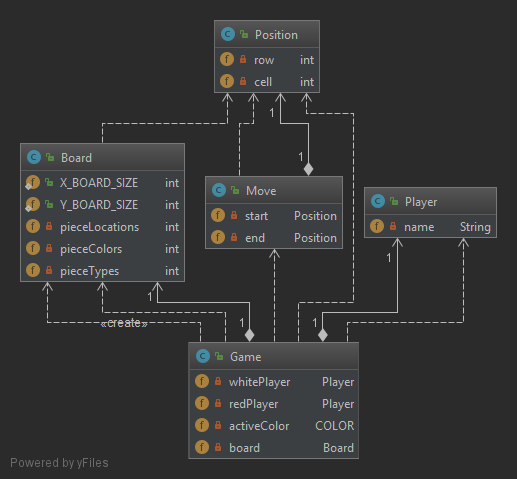 C Position
f row int
f cell int
1
1
C Board
f X_BOARD_SIZE int
f Y_BOARD_SIZE int
f pieceLocations int
f pieceColors int
f pieceTypes int
C Move
f start Position
f end Position
C Player
f name String
1
1
«create»
1
1
C Game
f whitePlayer Player
f redPlayer Player
f activeColor COLOR
f board Board
Powered by yFiles